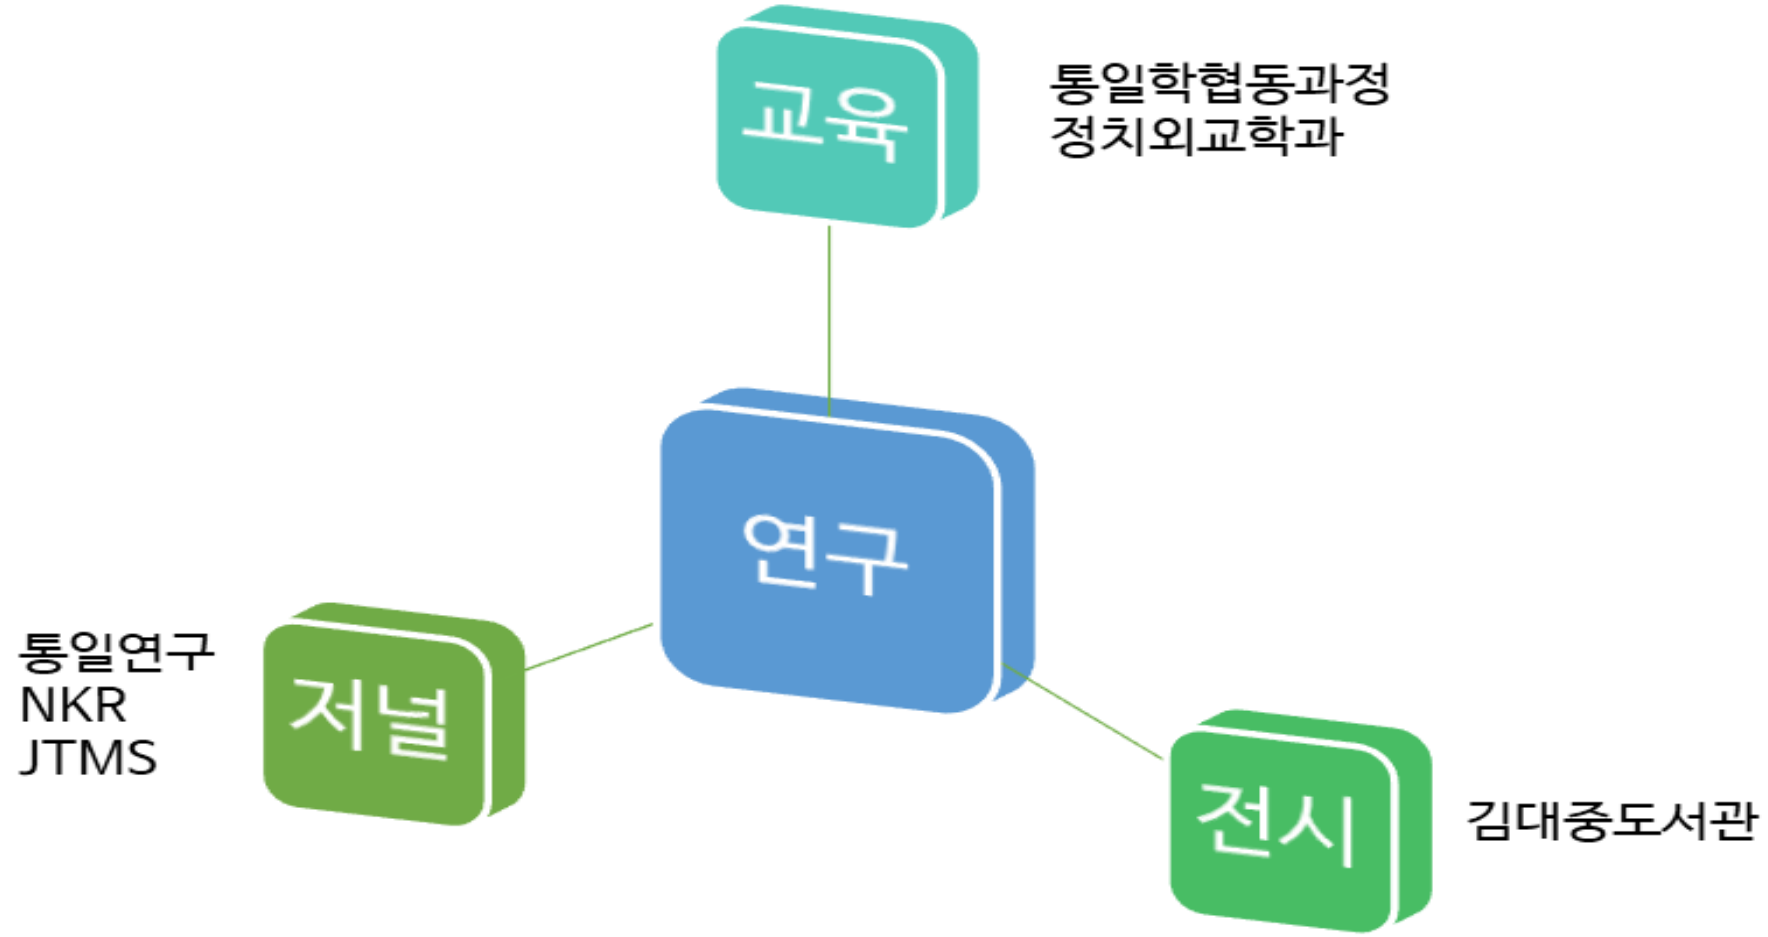 교육
통일학협동과정
정치외교학과
연구
통일연구
NKR
JTMS
저널
전시
김대중도서관